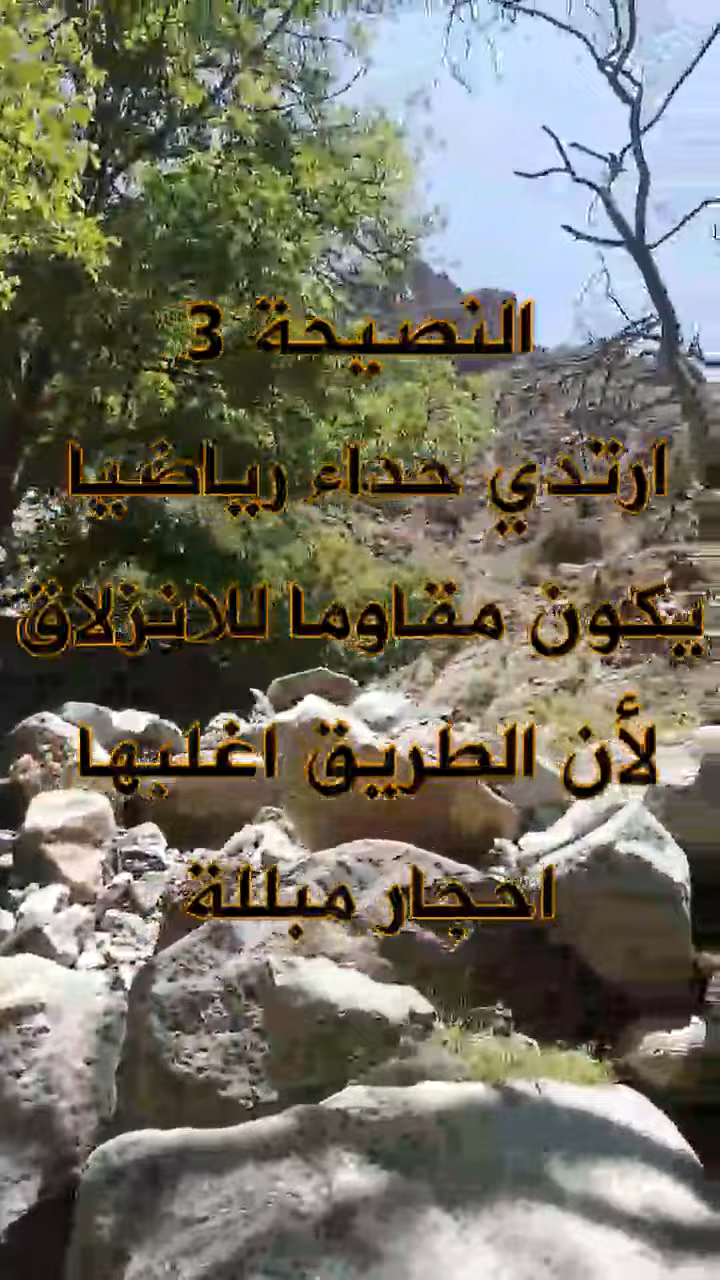 النصيحة 3
ارتدي حداء رياضيا
يكون مقاوما للانزلاق
لأن الطريق اغلبها
احجار مبللة